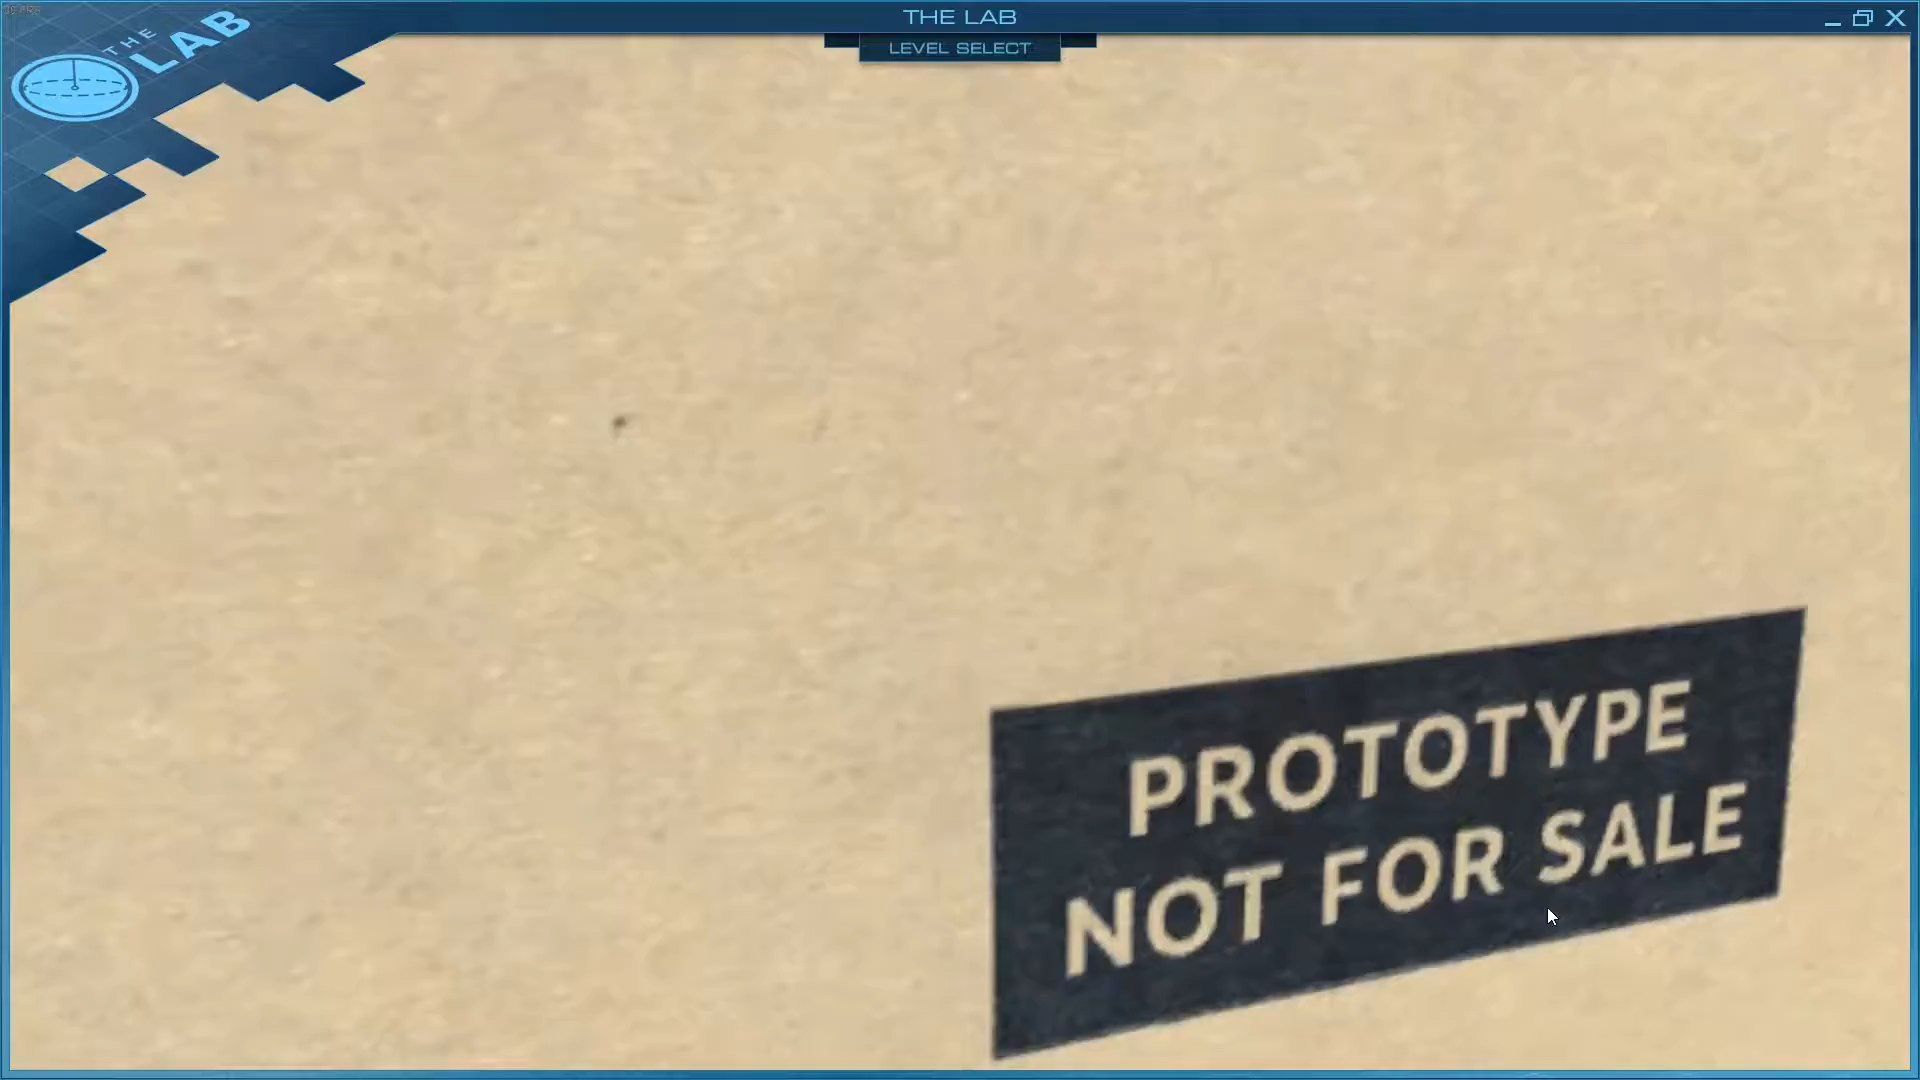 THE LAB
THE
LAB
LEVEL SELECT
PROTOTYPE
NOT FOR SALE